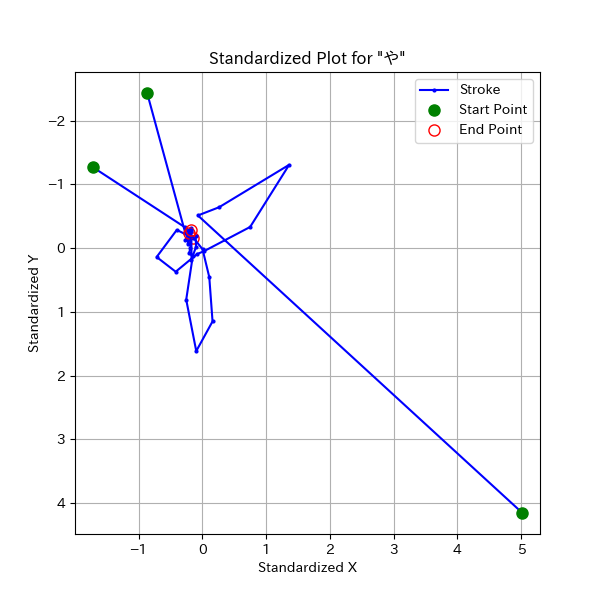 Standardized Plot for "や"
Stroke
Start Point
End Point
−2
−1
0
1
2
3
4
Standardized Y
−1 0 1 2 3 4 5
Standardized X